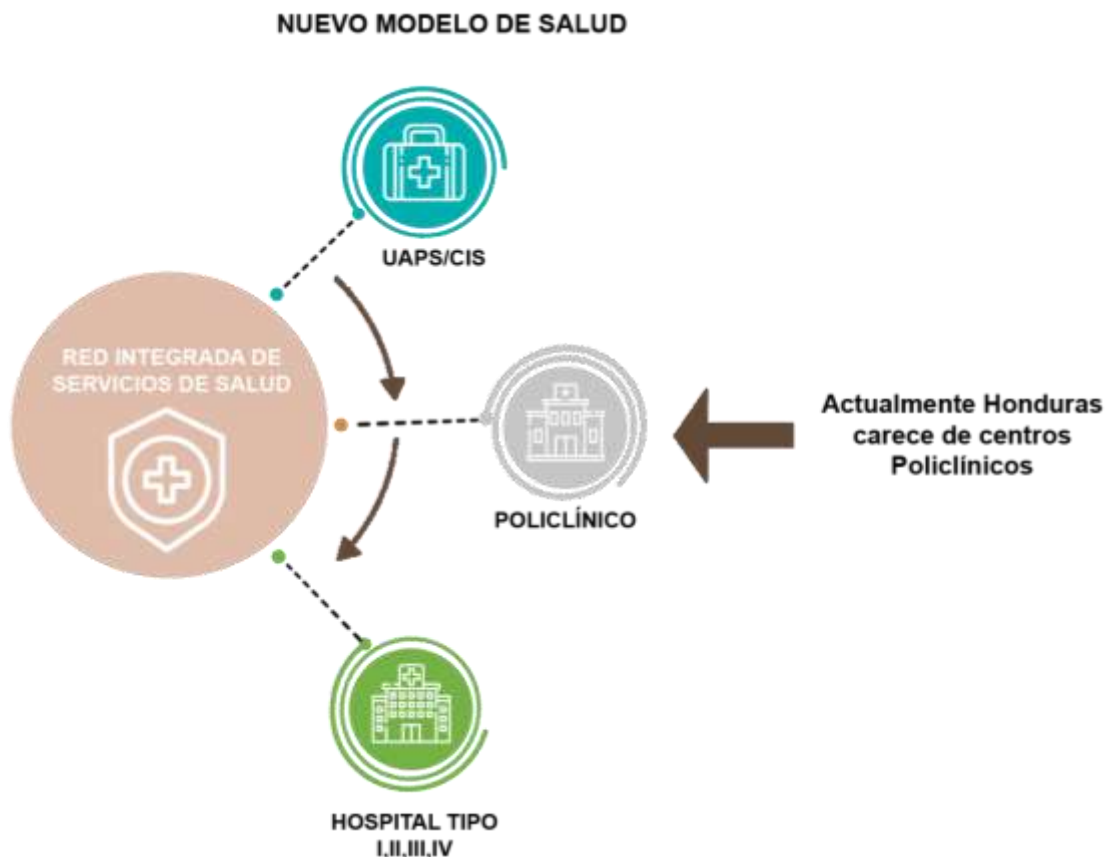 NUEVO MODELO DE SALUD
UAPS/CIS
RED INTEGRADA DE
SERVICIOS DE SALUD
Actualmente Honduras
carece de centros
Policlínicos
POLICLÍNICO
HOSPITAL TIPO
I,II,III,IV